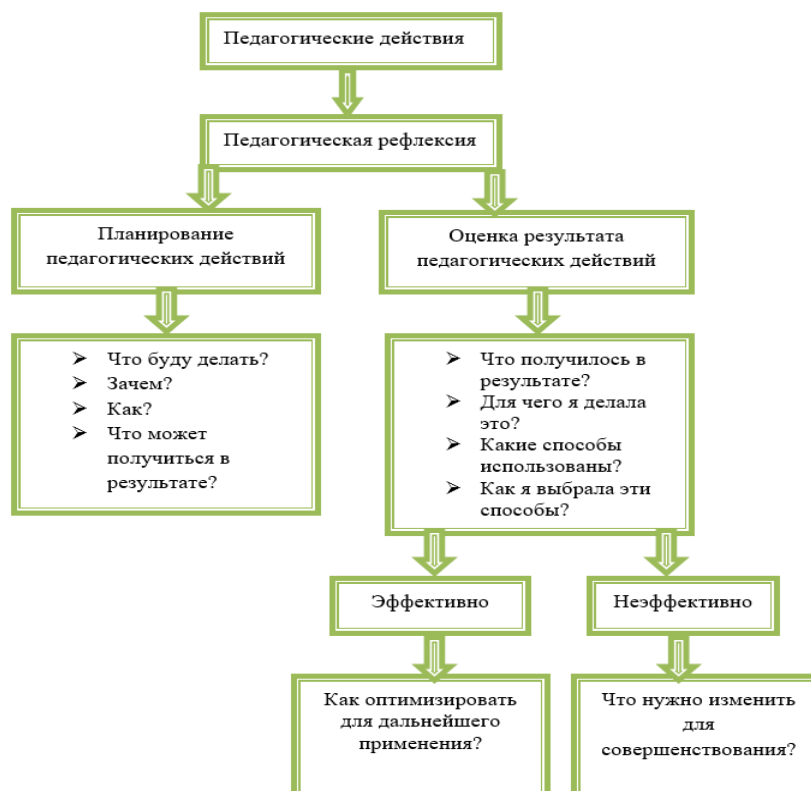 Педагогические действия
Педагогическая рефлексия
Планирование
педагогических действий
Оценка результата
педагогических действий
➢ Что буду делать?
➢ Зачем?
➢ Как?
➢ Что может
получиться в
результате?
➢ Что получилось в
результате?
➢ Для чего я делала
это?
➢ Какие способы
использованы?
➢ Как я выбрала эти
способы?
Эффективно
Неэффективно
Как оптимизировать
для дальнейшего
применения?
Что нужно изменить
для
совершенствования?